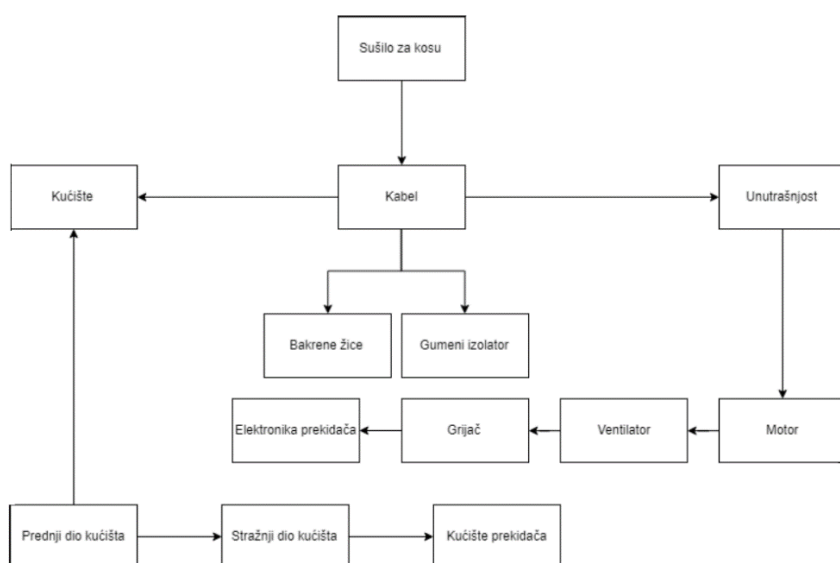 Sušilo za kosu
Kućište
Kabel
Unutrašnjost
Bakrene žice
Gumeni izolator
Elektronika prekidača
Grijač
Ventilator
Motor
Prednji dio kućišta
Stražnji dio kućišta
Kućište prekidača